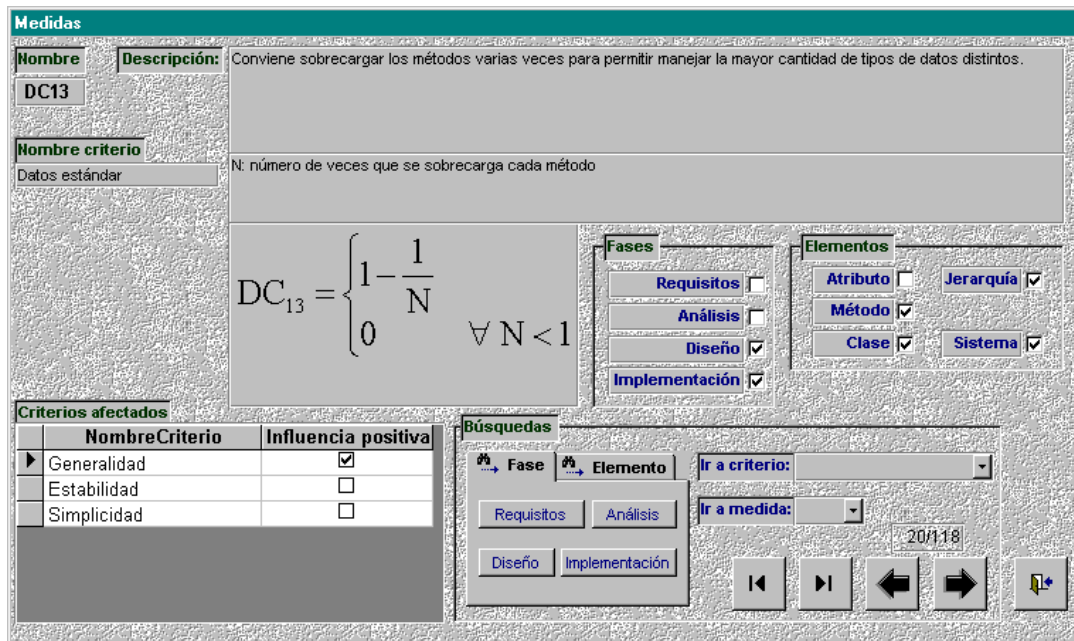 Medidas
Nombre
Descripción:
Conviene sobrecargar los métodos varias veces para permitir manejar la mayor cantidad de tipos de datos distintos.
DC13
Nombre criterio
Datos estándar
N: número de veces que se sobrecarga cada método
DC13 = { 1 − 1/N
0 ∀ N < 1
Fases
Requisitos
Análisis
Diseño
Implementación
Elementos
Atributo Jerarquía
Método
Clase Sistema
Criterios afectados
NombreCriterio Influencia positiva
Generalidad
Estabilidad
Simplicidad
Búsquedas
Fase Elemento
Requisitos Análisis
Diseño Implementación
Ir a criterio:
Ir a medida:
20/118